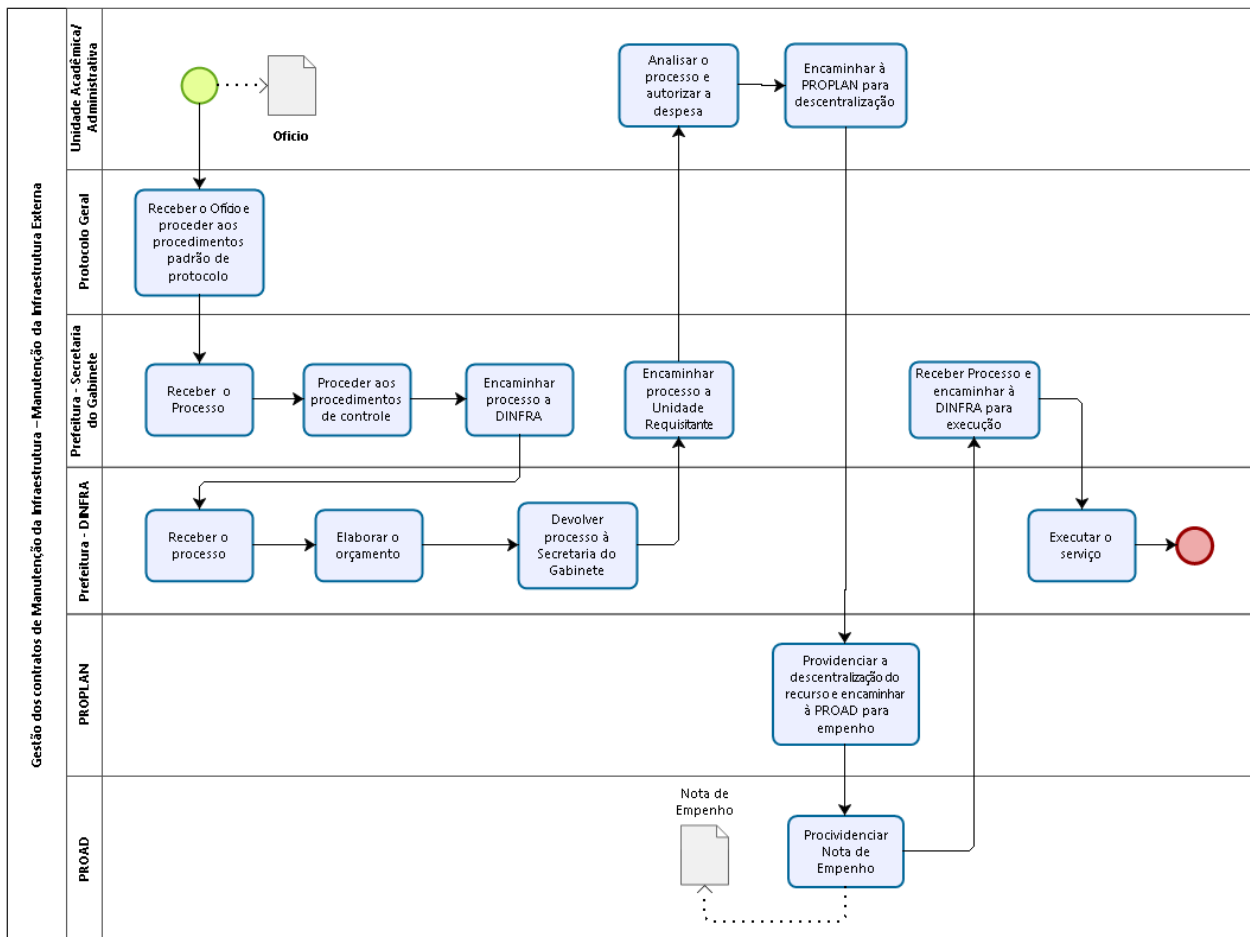 Gestão dos contratos de Manutenção da Infraestrutura –Manutenção da Infraestrutura Externa
Unidade Acadêmica/
Administrativa
Oficio
Analisar o
processo e
autorizar a
despesa
Encaminhar à
PROPLAN para
descentralização
Protocolo Geral
Receber o Ofício e
proceder aos
procedimentos
padrão de
protocolo
Prefeitura - Secretaria
do Gabinete
Receber o
Processo
Proceder aos
procedimentos
de controle
Encaminhar
processo a
DINFRA
Encaminhar
processo a
Unidade
Requisitante
Receber Processo e
encaminhar à
DINFRA para
execução
Prefeitura - DINFRA
Receber o
processo
Elaborar o
orçamento
Devolver
processo à
Secretaria do
Gabinete
Executar o
serviço
PROPLAN
Providenciar a
descentralização do
recurso e encaminhar
à PROAD para
empenho
PROAD
Nota de
Empenho
Procividenciar
Nota de
Empenho